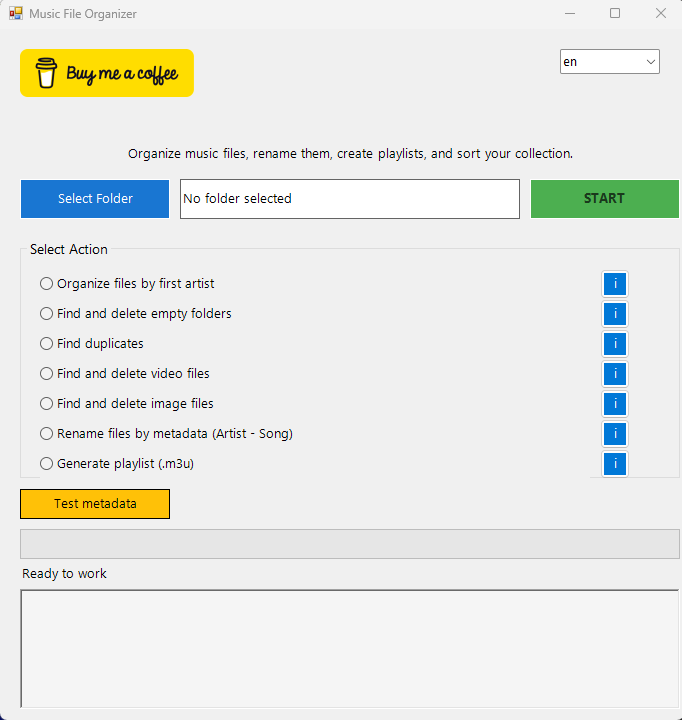 Music File Organizer
Buy me a coffee
en
Organize music files, rename them, create playlists, and sort your collection.
Select Folder
No folder selected
START
Select Action
Organize files by first artist
i
Find and delete empty folders
i
Find duplicates
i
Find and delete video files
i
Find and delete image files
i
Rename files by metadata (Artist - Song)
i
Generate playlist (.m3u)
i
Test metadata
Ready to work